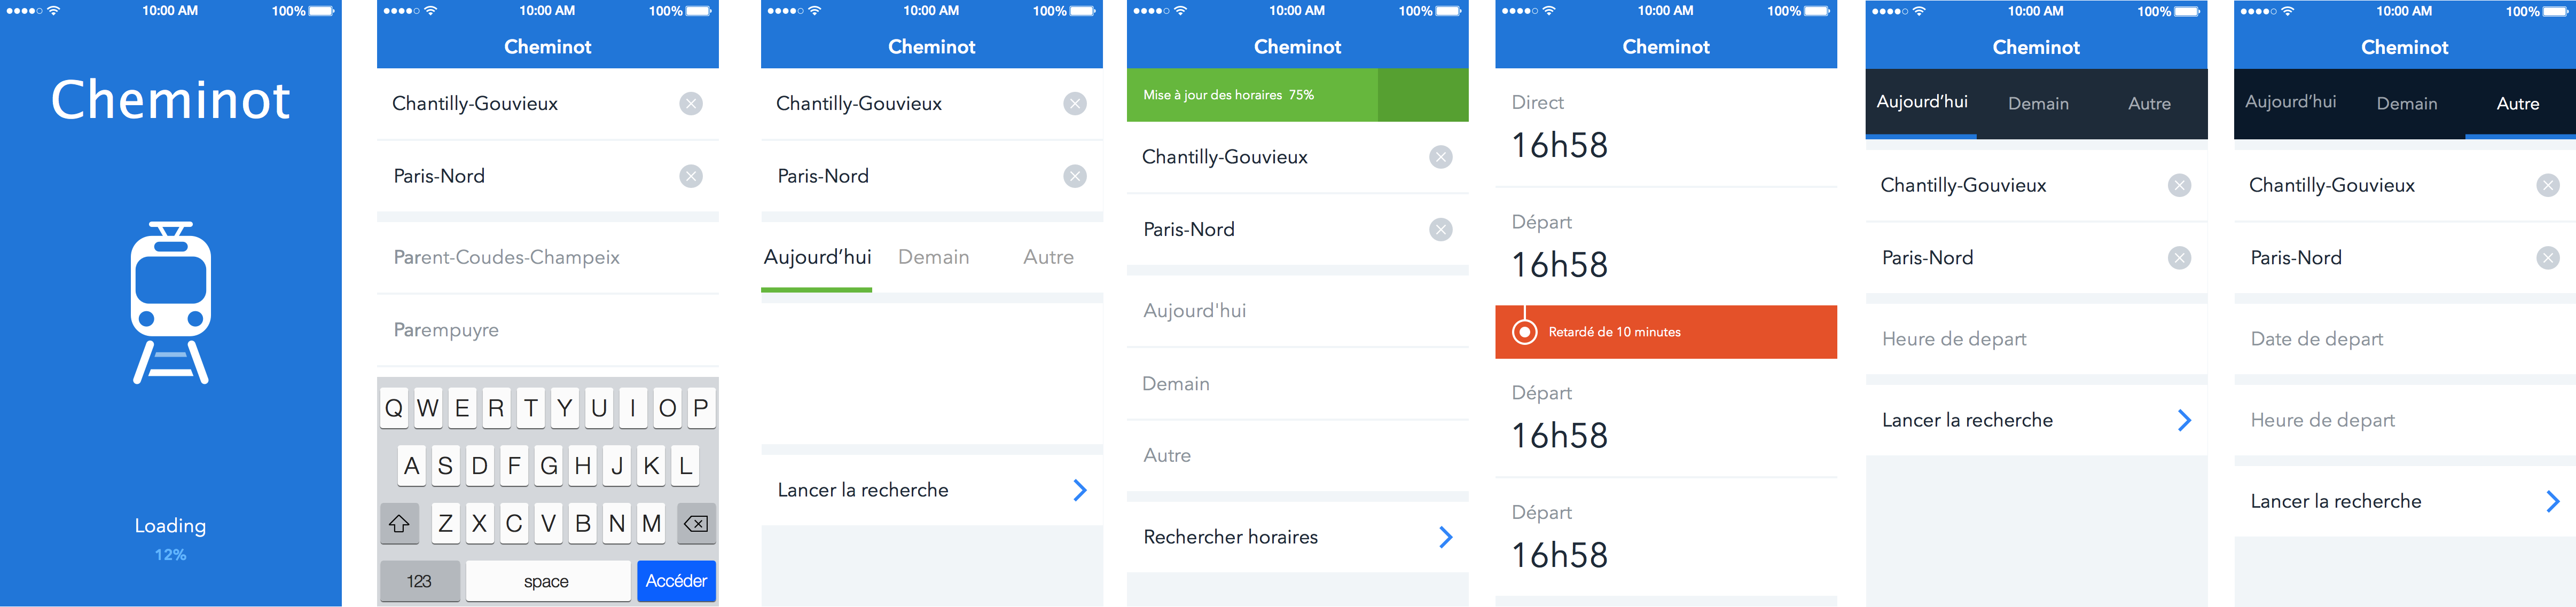 10:00 AM 100%
Cheminot
Loading
12%
10:00 AM 100%
Cheminot
Chantilly-Gouvieux
Paris-Nord
Parent-Coudes-Champeix
Parempuyre
Q W E R T Y U I O P
A S D F G H J K L
Z X C V B N M
123 space Accéder
10:00 AM 100%
Cheminot
Chantilly-Gouvieux
Paris-Nord
Aujourd’hui Demain Autre
Lancer la recherche
10:00 AM 100%
Cheminot
Mise à jour des horaires 75%
Chantilly-Gouvieux
Paris-Nord
Aujourd'hui
Demain
Autre
Rechercher horaires
10:00 AM 100%
Cheminot
Direct
16h58
Départ
16h58
Retardé de 10 minutes
Départ
16h58
Départ
16h58
10:00 AM 100%
Cheminot
Aujourd’hui Demain Autre
Chantilly-Gouvieux
Paris-Nord
Heure de depart
Lancer la recherche
10:00 AM 100%
Cheminot
Aujourd’hui Demain Autre
Chantilly-Gouvieux
Paris-Nord
Date de depart
Heure de depart
Lancer la recherche